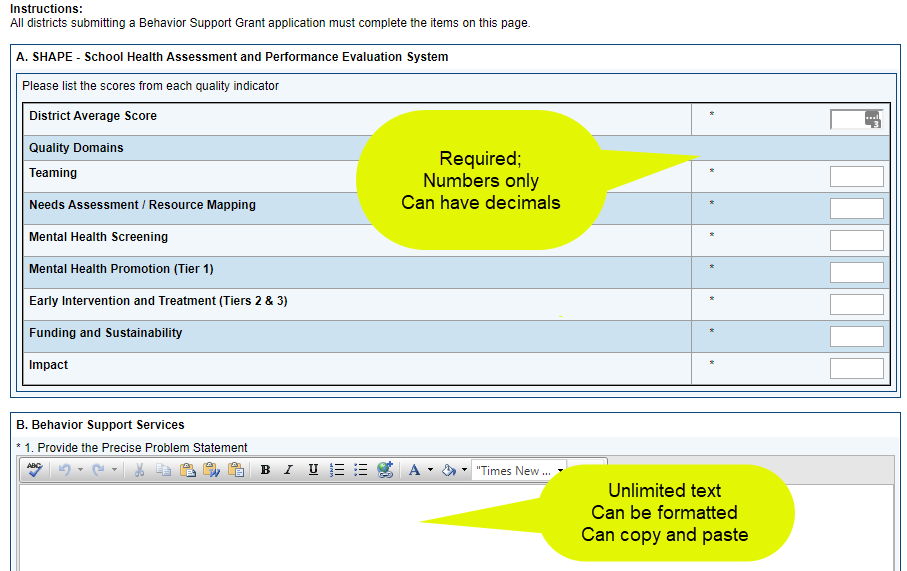 Instructions:
All districts submitting a Behavior Support Grant application must complete the items on this page.
A. SHAPE - School Health Assessment and Performance Evaluation System
Please list the scores from each quality indicator
District Average Score *
Quality Domains
Teaming *
Needs Assessment / Resource Mapping *
Mental Health Screening *
Mental Health Promotion (Tier 1) *
Early Intervention and Treatment (Tiers 2 & 3) *
Funding and Sustainability *
Impact *
Required;
Numbers only
Can have decimals
B. Behavior Support Services
* 1. Provide the Precise Problem Statement
ABC B I U A "Times New ...
Unlimited text
Can be formatted
Can copy and paste